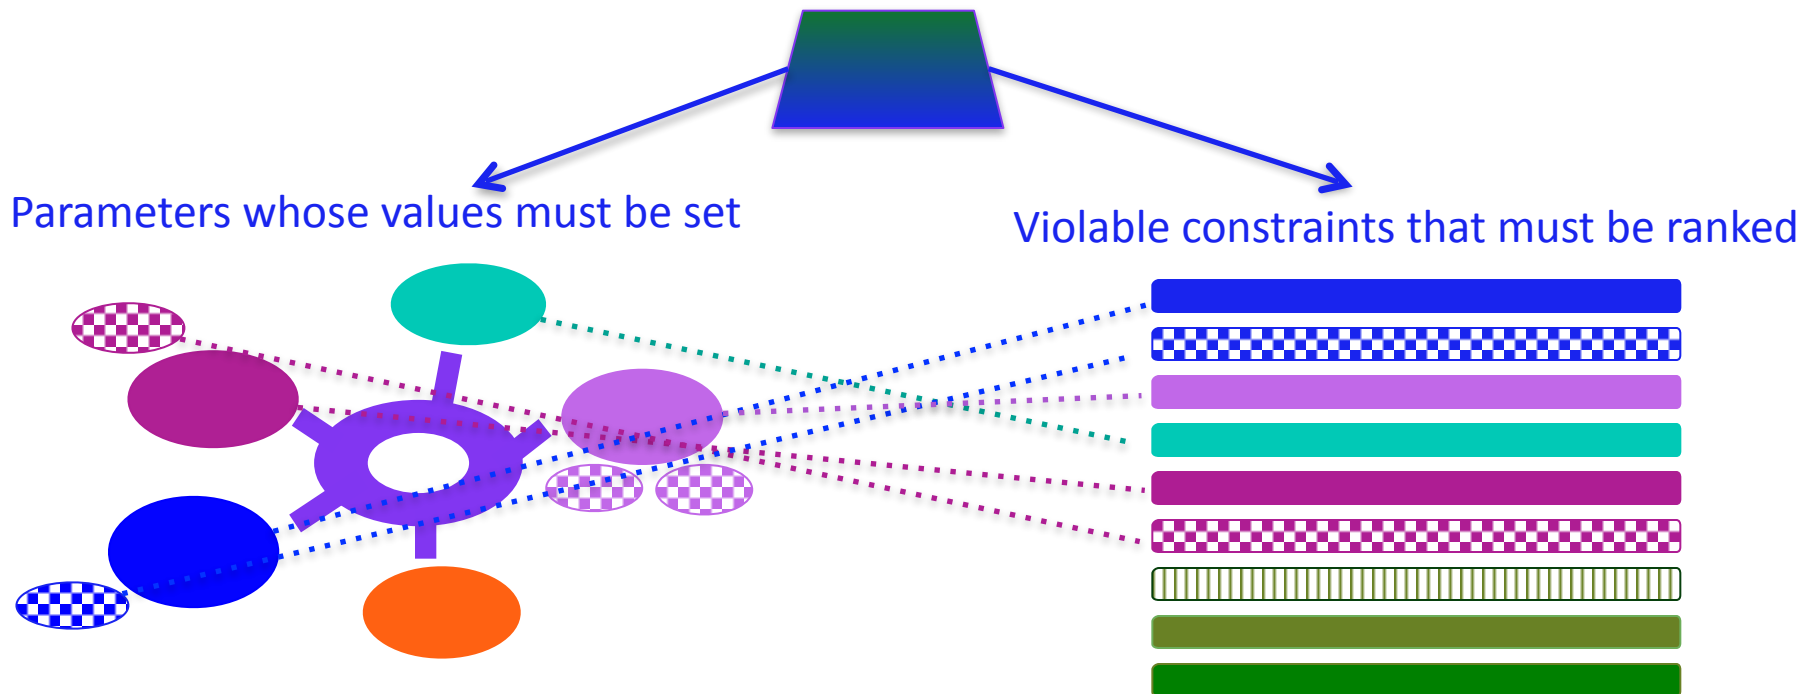 Parameters whose values must be set
Violable constraints that must be ranked